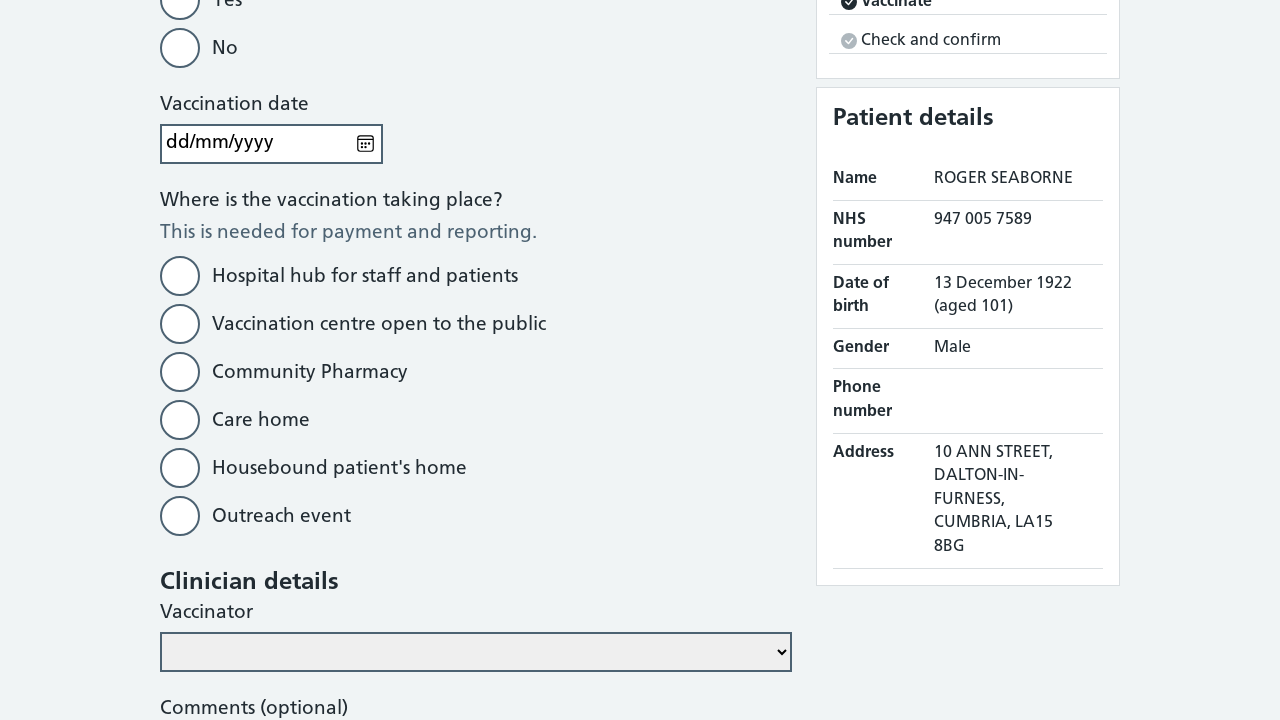 Yes
No
Vaccination date
dd/mm/yyyy
Where is the vaccination taking place?
This is needed for payment and reporting.
Hospital hub for staff and patients
Vaccination centre open to the public
Community Pharmacy
Care home
Housebound patient's home
Outreach event
Clinician details
Vaccinator
Comments (optional)
Vaccinate
Check and confirm
Patient details
Name ROGER SEABORNE
NHS number 947 005 7589
Date of birth 13 December 1922 (aged 101)
Gender Male
Phone number
Address 10 ANN STREET,
DALTON-IN-
FURNESS,
CUMBRIA, LA15
8BG